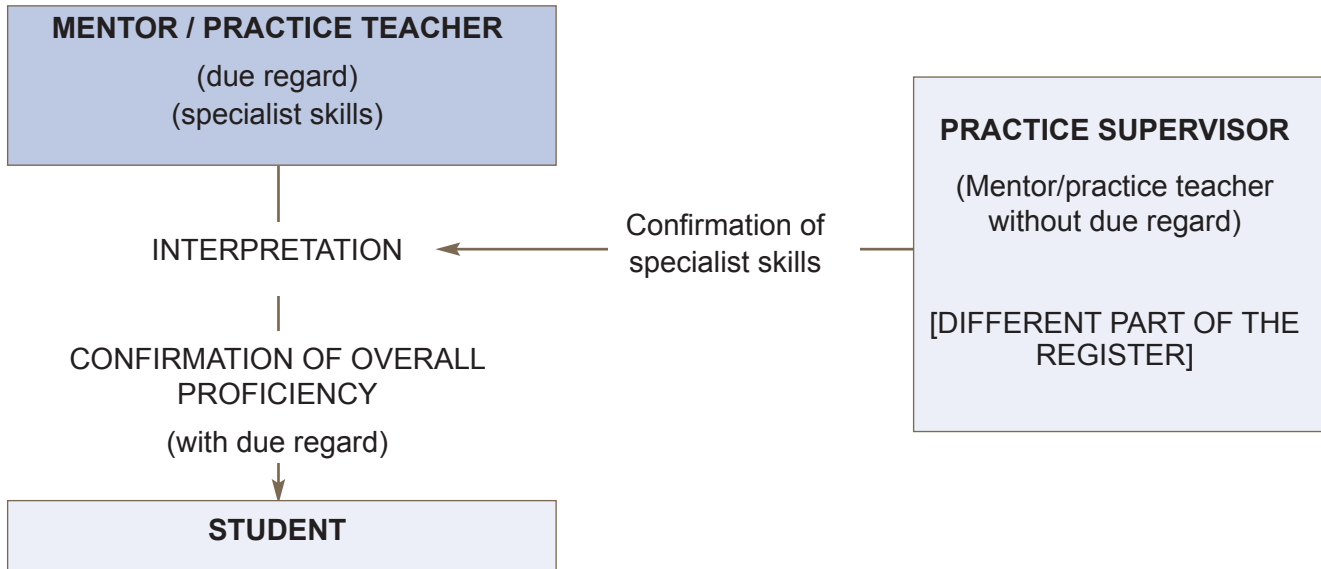 MENTOR / PRACTICE TEACHER
(due regard)
(specialist skills)
INTERPRETATION
CONFIRMATION OF OVERALL
PROFICIENCY
(with due regard)
STUDENT
Confirmation of
specialist skills
PRACTICE SUPERVISOR
(Mentor/practice teacher
without due regard)
[DIFFERENT PART OF THE
REGISTER]